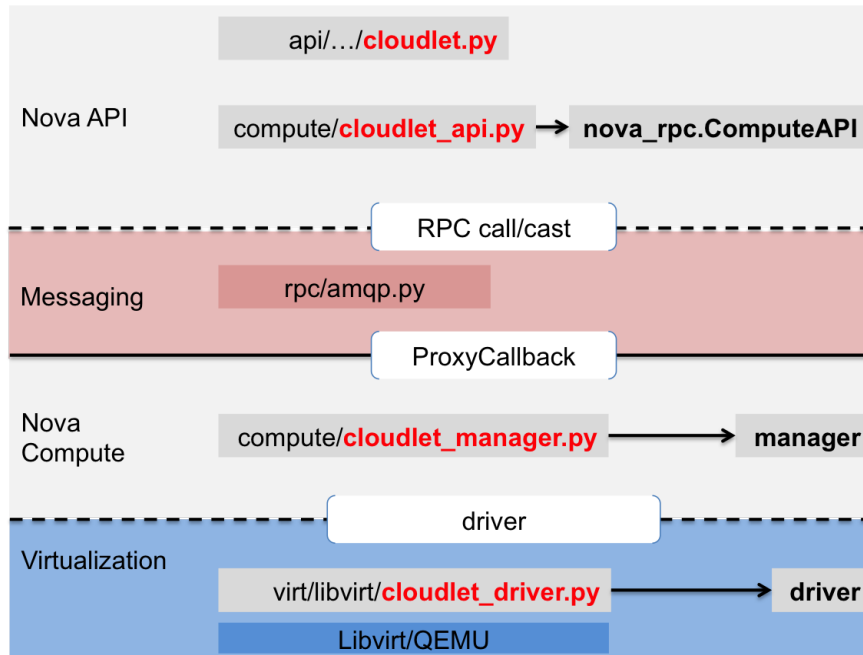 api/…/cloudlet.py
Nova API
compute/cloudlet_api.py
nova_rpc.ComputeAPI
RPC call/cast
Messaging
rpc/amqp.py
ProxyCallback
Nova
Compute
compute/cloudlet_manager.py
manager
driver
Virtualization
virt/libvirt/cloudlet_driver.py
driver
Libvirt/QEMU